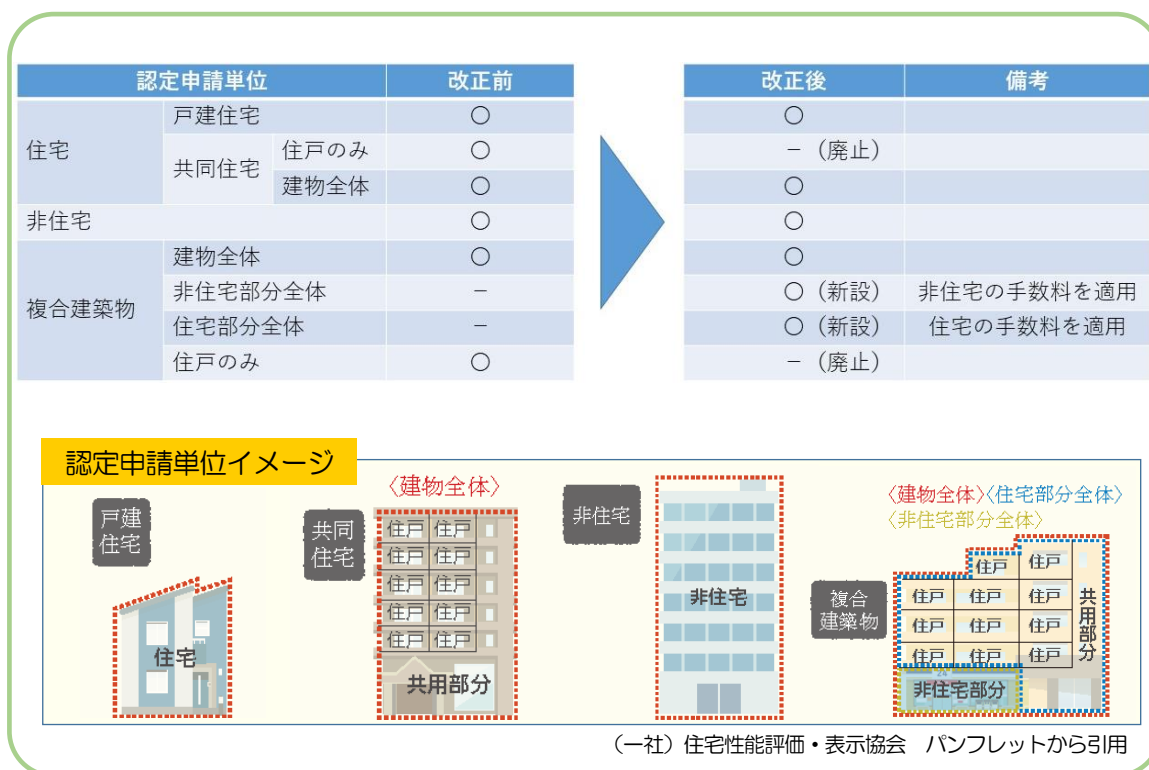 認定申請単位 改正前 改正後 備考
住宅 戸建住宅 〇 〇
共同住宅 住戸のみ 〇 － （廃止）
建物全体 〇 〇
非住宅 〇 〇
複合建築物 建物全体 〇 〇
非住宅部分全体 － 〇 （新設） 非住宅の手数料を適用
住宅部分全体 － 〇 （新設） 住宅の手数料を適用
住戸のみ 〇 － （廃止）
認定申請単位イメージ
戸建
住宅
住宅
〈建物全体〉
共同
住宅
住戸 住戸
住戸 住戸
住戸 住戸
住戸 住戸
住戸 住戸
共用部分
非住宅
非住宅
〈建物全体〉〈住宅部分全体〉
〈非住宅部分全体〉
複合
建築物
住戸 住戸
住戸 住戸 住戸
住戸 住戸 住戸
住戸 住戸 住戸
共用部分
24
非住宅部分
（一社）住宅性能評価・表示協会 パンフレットから引用